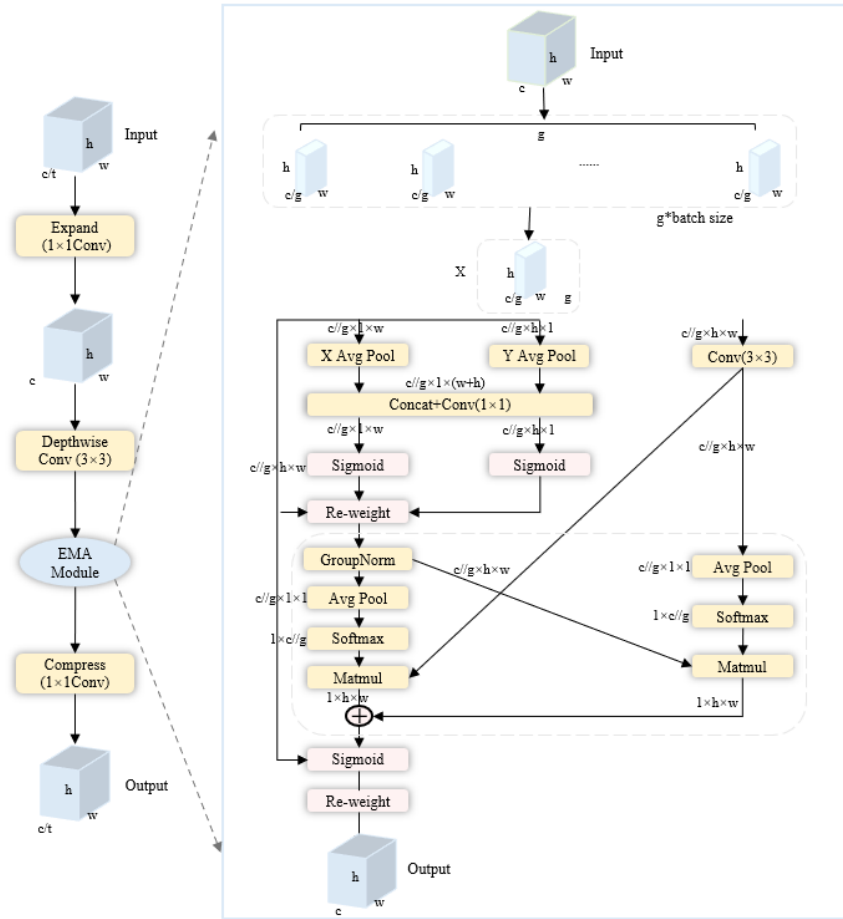 Input
h
w
c/t
Expand
(1×1Conv)
h
w
c
Depthwise
Conv (3×3)
EMA
Module
Compress
(1×1Conv)
h
w
c/t
Output
h
w
c
Input
g
h
c/g
w
h
c/g
w
......
h
c/g
w
g*batch size
X
h
c/g
w
g
c//g×1×w
c//g×h×1
c//g×h×w
X Avg Pool
Y Avg Pool
Conv(3×3)
c//g×1×(w+h)
Concat+Conv(1×1)
c//g×1×w
c//g×h×1
c//g×h×w
c//g×h×w
Sigmoid
Sigmoid
Re-weight
GroupNorm
c//g×h×w
c//g×1×1
Avg Pool
c//g×1×1
Avg Pool
1×c//g
Softmax
1×c//g
Softmax
Matmul
Matmul
1×h×w
1×h×w
+
Sigmoid
Re-weight
h
w
c
Output